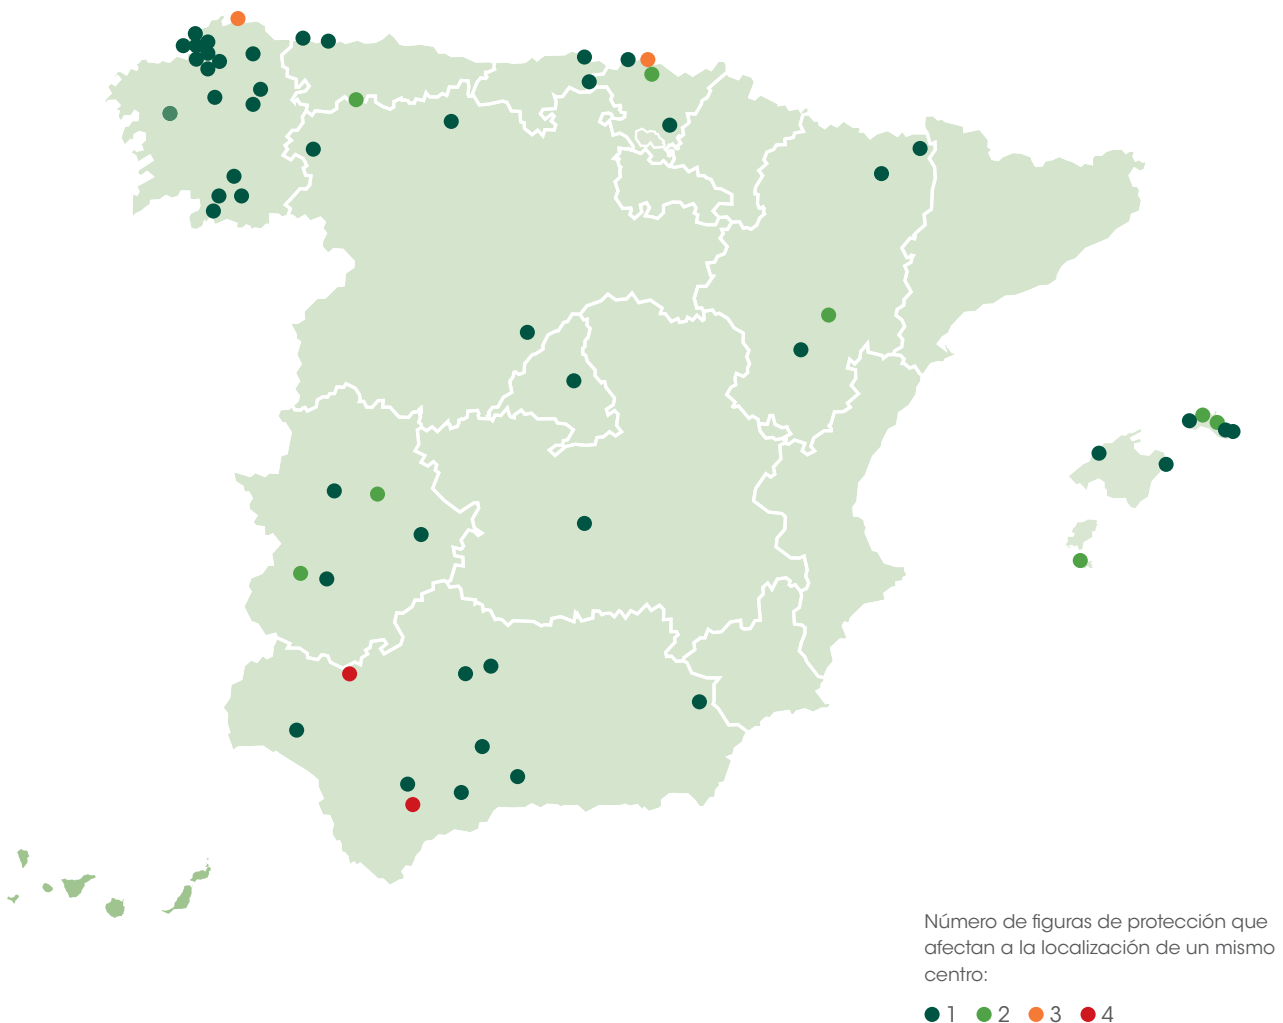 Número de figuras de protección que
afectan a la localización de un mismo
centro:
1 2 3 4